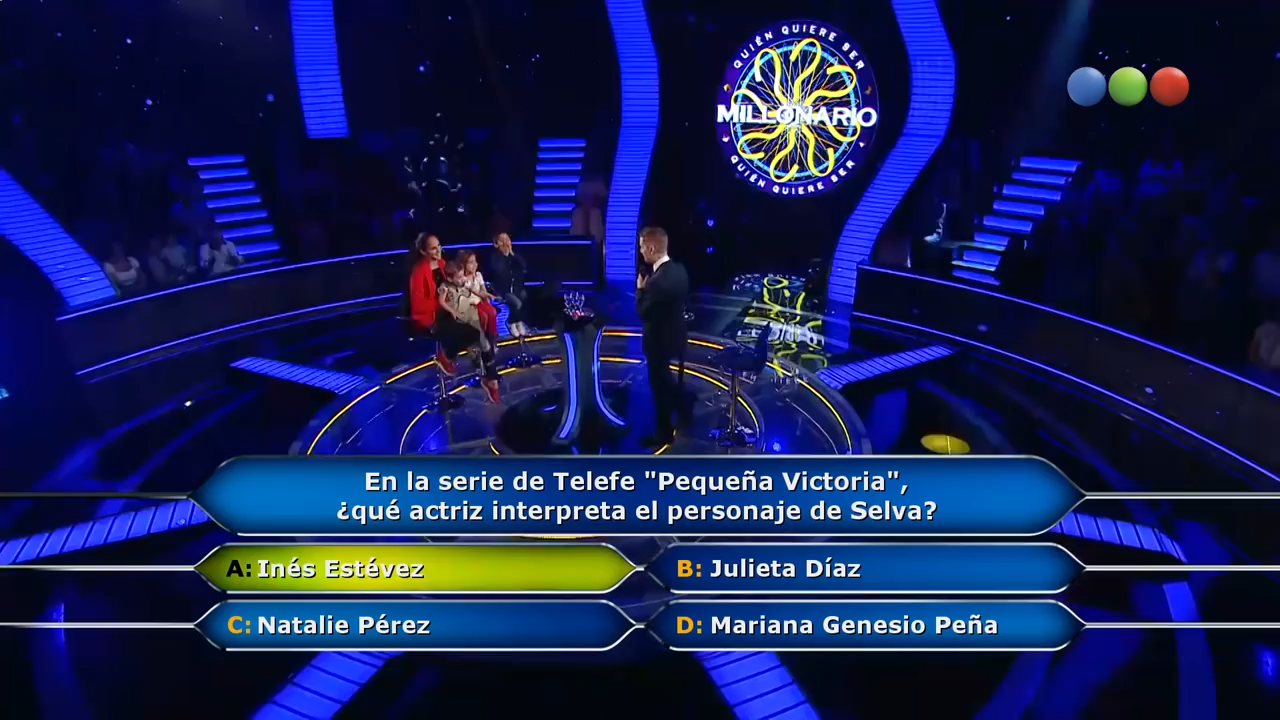 QUIÉN QUIERE SER
MILLONARIO
QUIÉN QUIERE SER
En la serie de Telefe "Pequeña Victoria",
¿qué actriz interpreta el personaje de Selva?
A: Inés Estévez
B: Julieta Díaz
C: Natalie Pérez
D: Mariana Genesio Peña